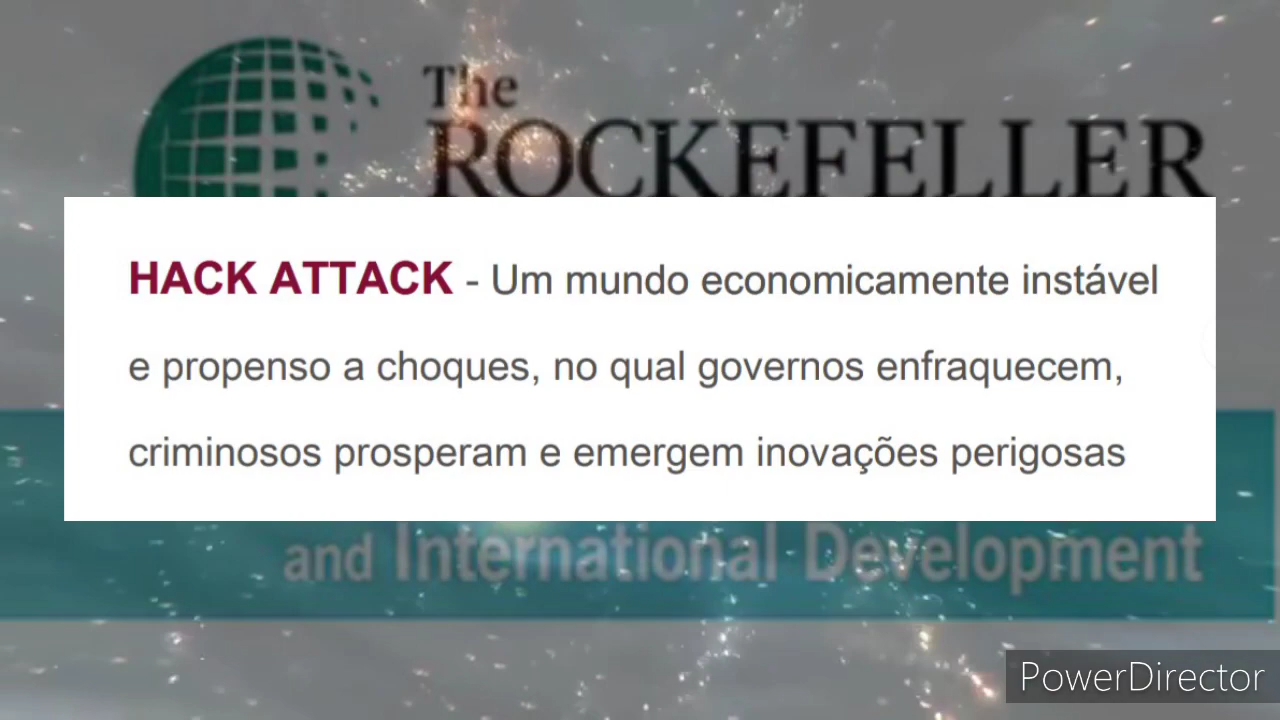 The
ROCKEFELLER
HACK ATTACK - Um mundo economicamente instável
e propenso a choques, no qual governos enfraquecem,
criminosos prosperam e emergem inovações perigosas
and International Development
PowerDirector